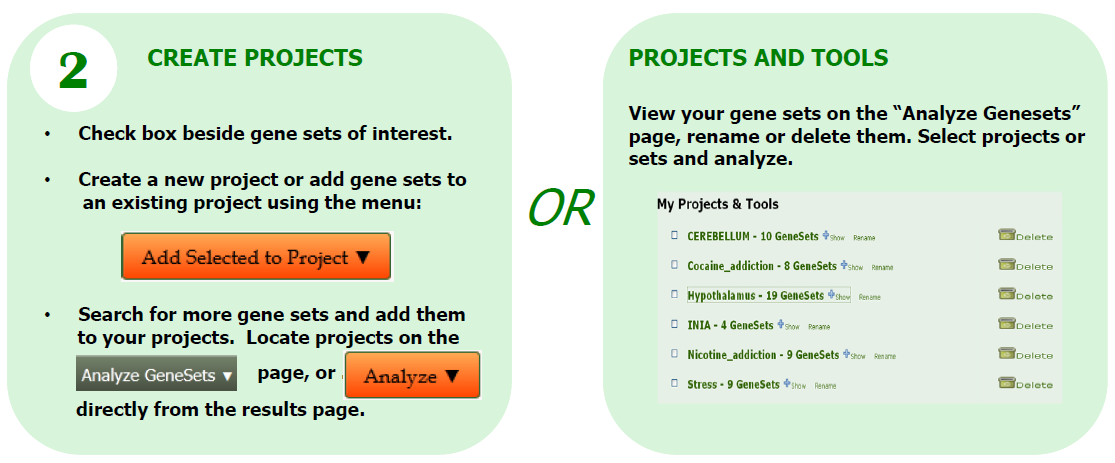 2
CREATE PROJECTS
• Check box beside gene sets of interest.
• Create a new project or add gene sets to
an existing project using the menu:
Add Selected to Project ▼
• Search for more gene sets and add them
to your projects. Locate projects on the
Analyze GeneSets ▼ page, or Analyze ▼
directly from the results page.
OR
PROJECTS AND TOOLS
View your gene sets on the “Analyze Genesets”
page, rename or delete them. Select projects or
sets and analyze.
My Projects & Tools
CEREBELLUM - 10 GeneSets Show Rename Delete
Cocaine_addiction - 8 GeneSets Show Rename Delete
Hypothalamus - 19 GeneSets Show Rename Delete
INIA - 4 GeneSets Show Rename Delete
Nicotine_addiction - 9 GeneSets Show Rename Delete
Stress - 9 GeneSets Show Rename Delete